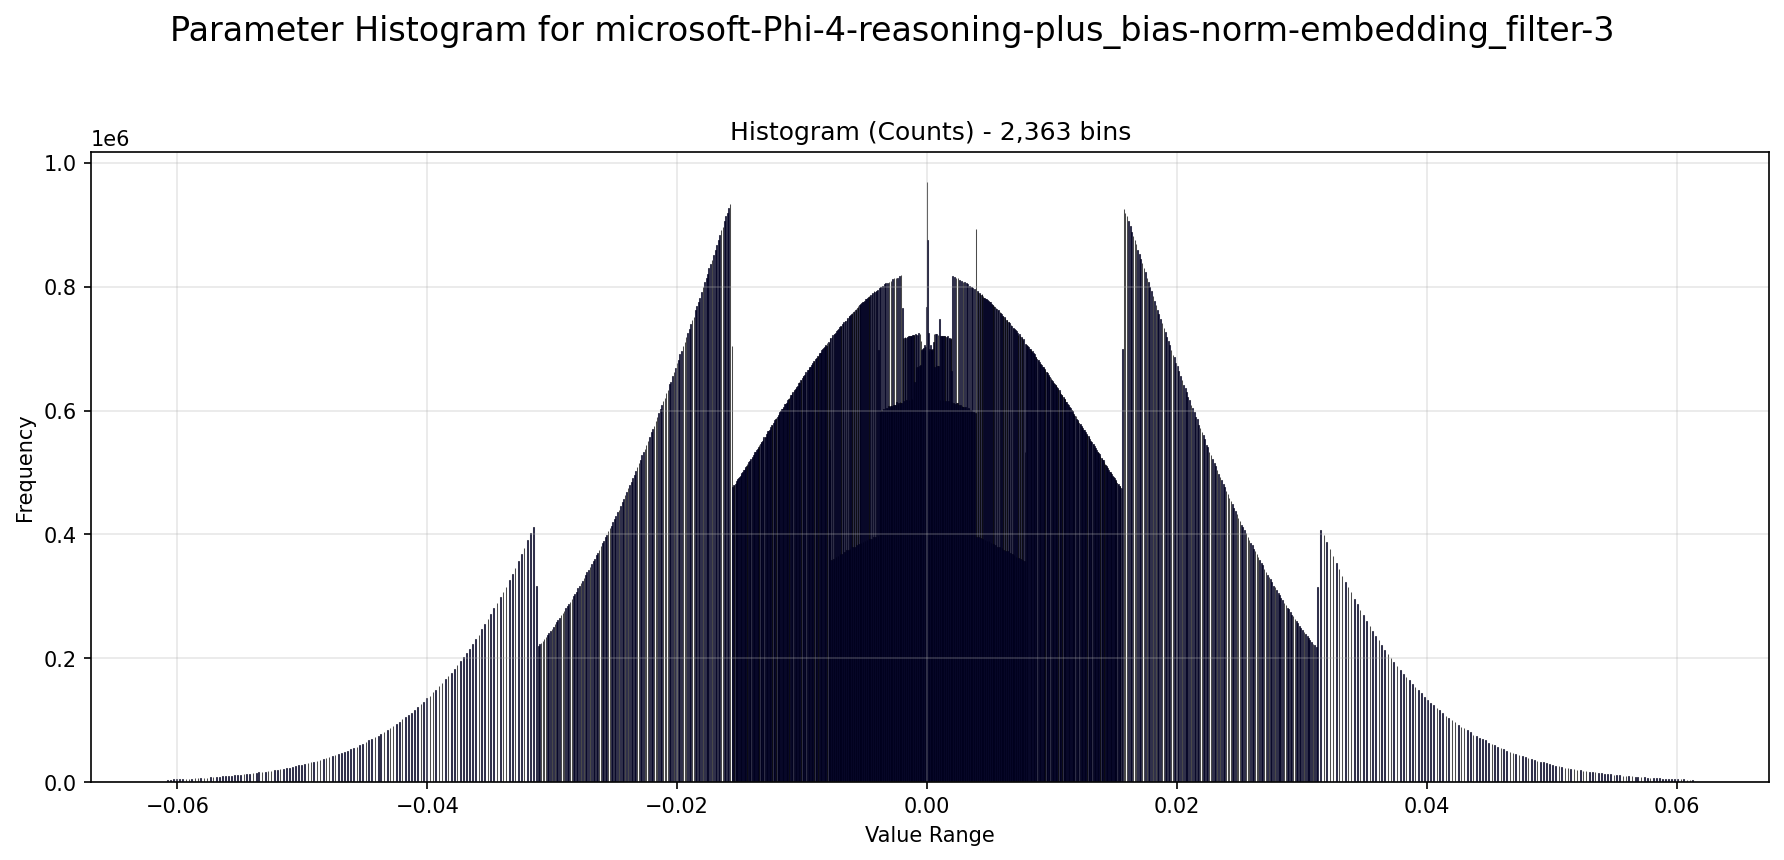 Parameter Histogram for microsoft-Phi-4-reasoning-plus_bias-norm-embedding_filter-3
Histogram (Counts) - 2,363 bins
1e6
1.0
0.8
0.6
0.4
0.2
0.0
Frequency
−0.06 −0.04 −0.02 0.00 0.02 0.04 0.06
Value Range